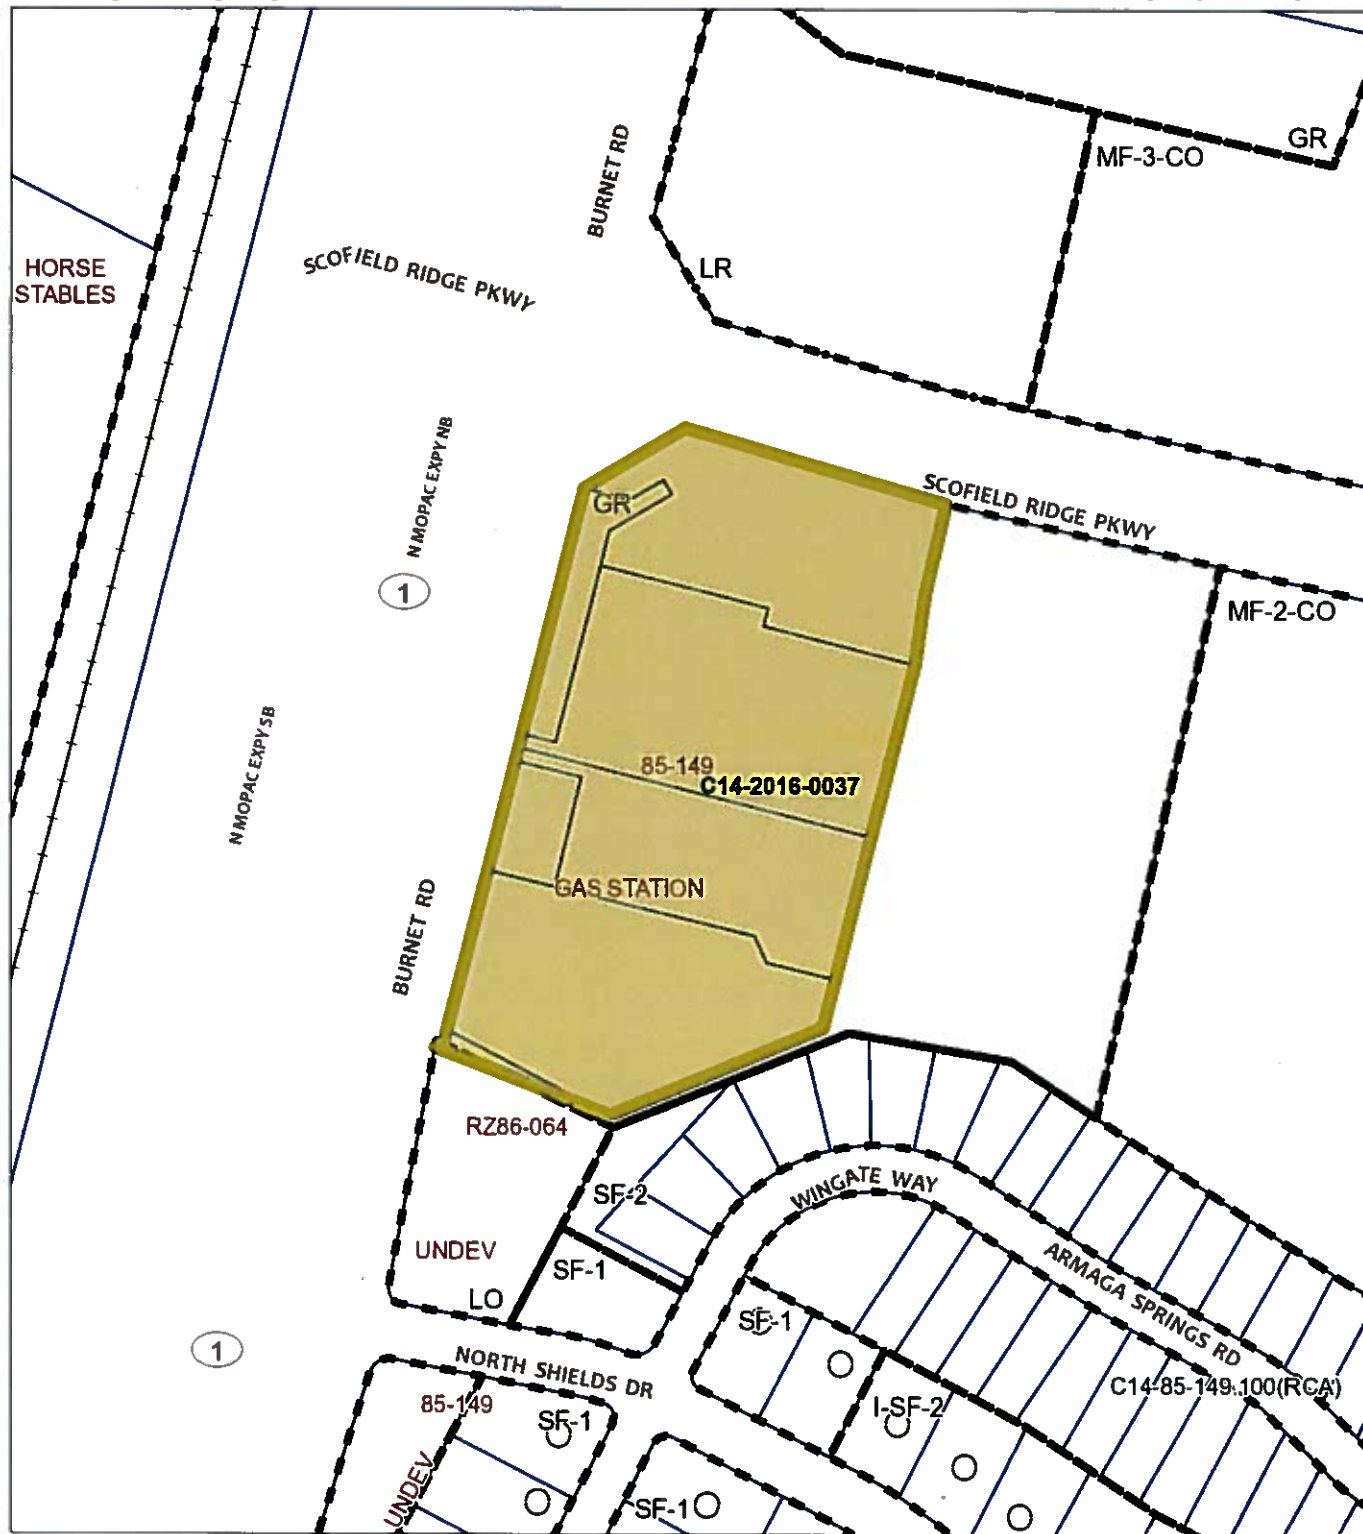 BURNET RD
GR
MF-3-CO
HORSE
STABLES
SCOFIELD RIDGE PKWY
LR
N MOPAC EXPY NB
GR
SCOFIELD RIDGE PKWY
1
MF-2-CO
N MOPAC EXPY SB
85-149
C14-2016-0037
GAS STATION
BURNET RD
RZ86-064
SF-2
WINGATE WAY
UNDEV
SF-1
ARMAGA SPRINGS RD
LO
SF-1
1
NORTH SHIELDS DR
C14-85-149.100(RCA)
85-149
SF-1
I-SF-2
UNDEV
SF-1